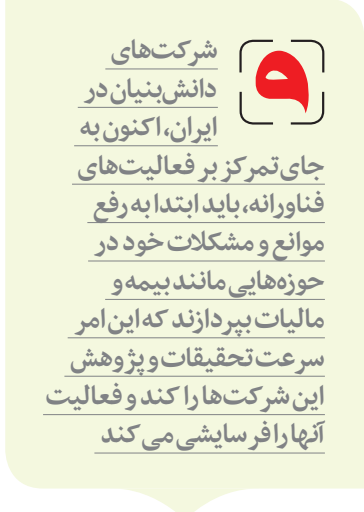 شرکت‌های
دانش‌بنیان در
ایران، اکنون به
جای تمرکز بر فعالیت‌های
فناورانه، باید ابتدا به رفع
موانع و مشکلات خود در
حوزه‌هایی مانند بیمه و
مالیات بپردازند که این امر
سرعت تحقیقات و پژوهش
این شرکت‌ها را کند و فعالیت
آنها را فرسایشی می‌کند